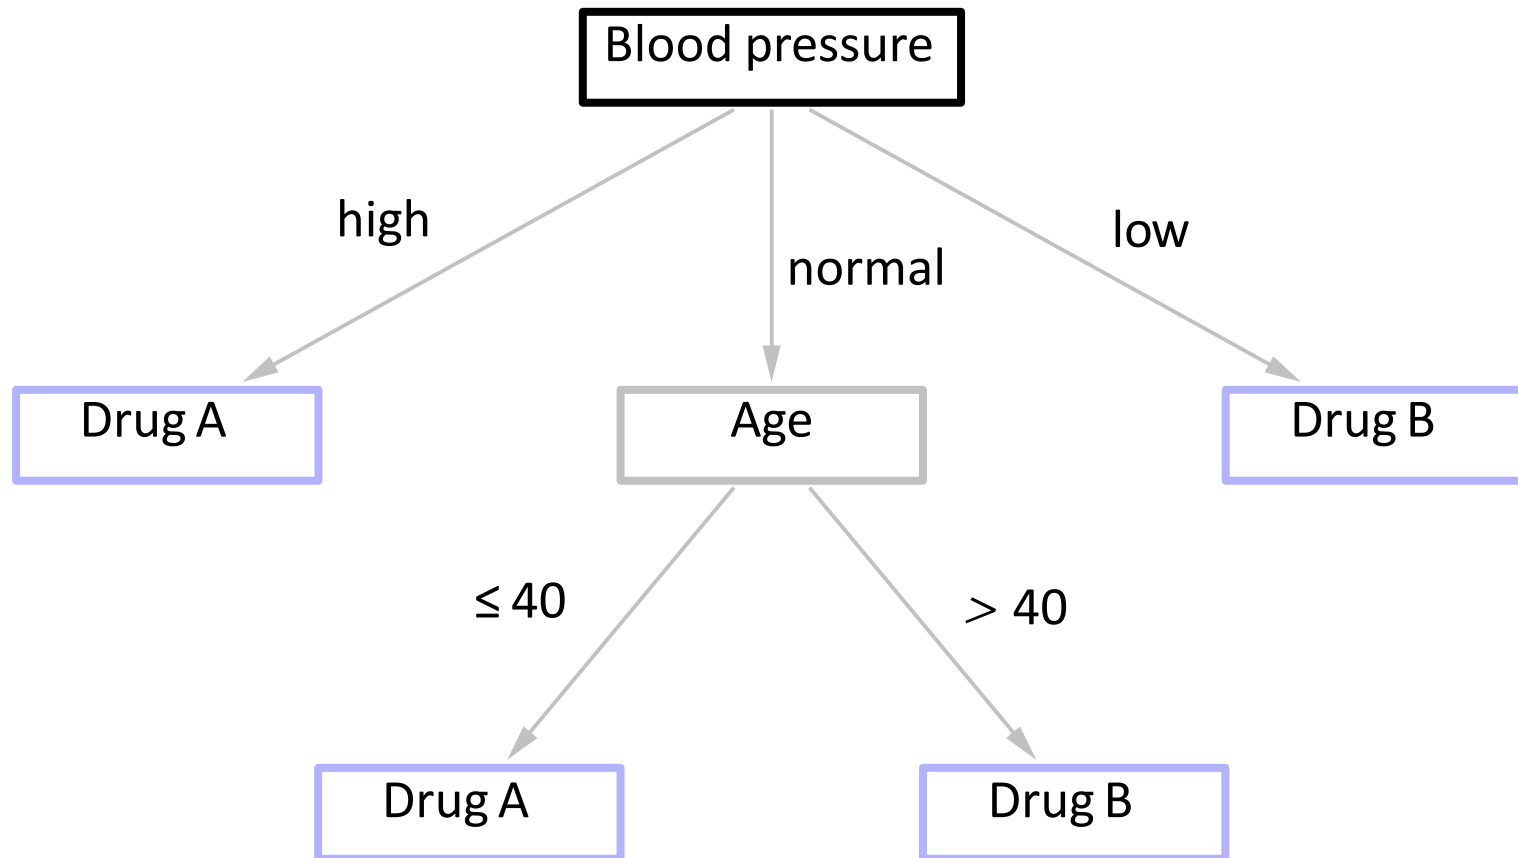 Blood pressure
high
normal
low
Drug A
Age
Drug B
≤ 40
> 40
Drug A
Drug B